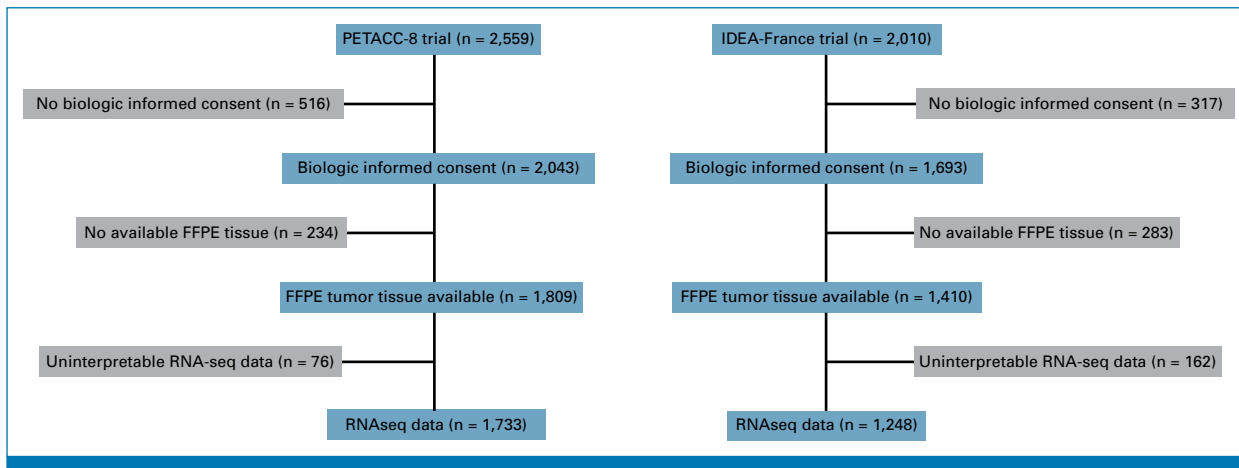 PETACC-8 trial (n = 2,559)
No biologic informed consent (n = 516)
Biologic informed consent (n = 2,043)
No available FFPE tissue (n = 234)
FFPE tumor tissue available (n = 1,809)
Uninterpretable RNA-seq data (n = 76)
RNAseq data (n = 1,733)
IDEA-France trial (n = 2,010)
No biologic informed consent (n = 317)
Biologic informed consent (n = 1,693)
No available FFPE tissue (n = 283)
FFPE tumor tissue available (n = 1,410)
Uninterpretable RNA-seq data (n = 162)
RNAseq data (n = 1,248)